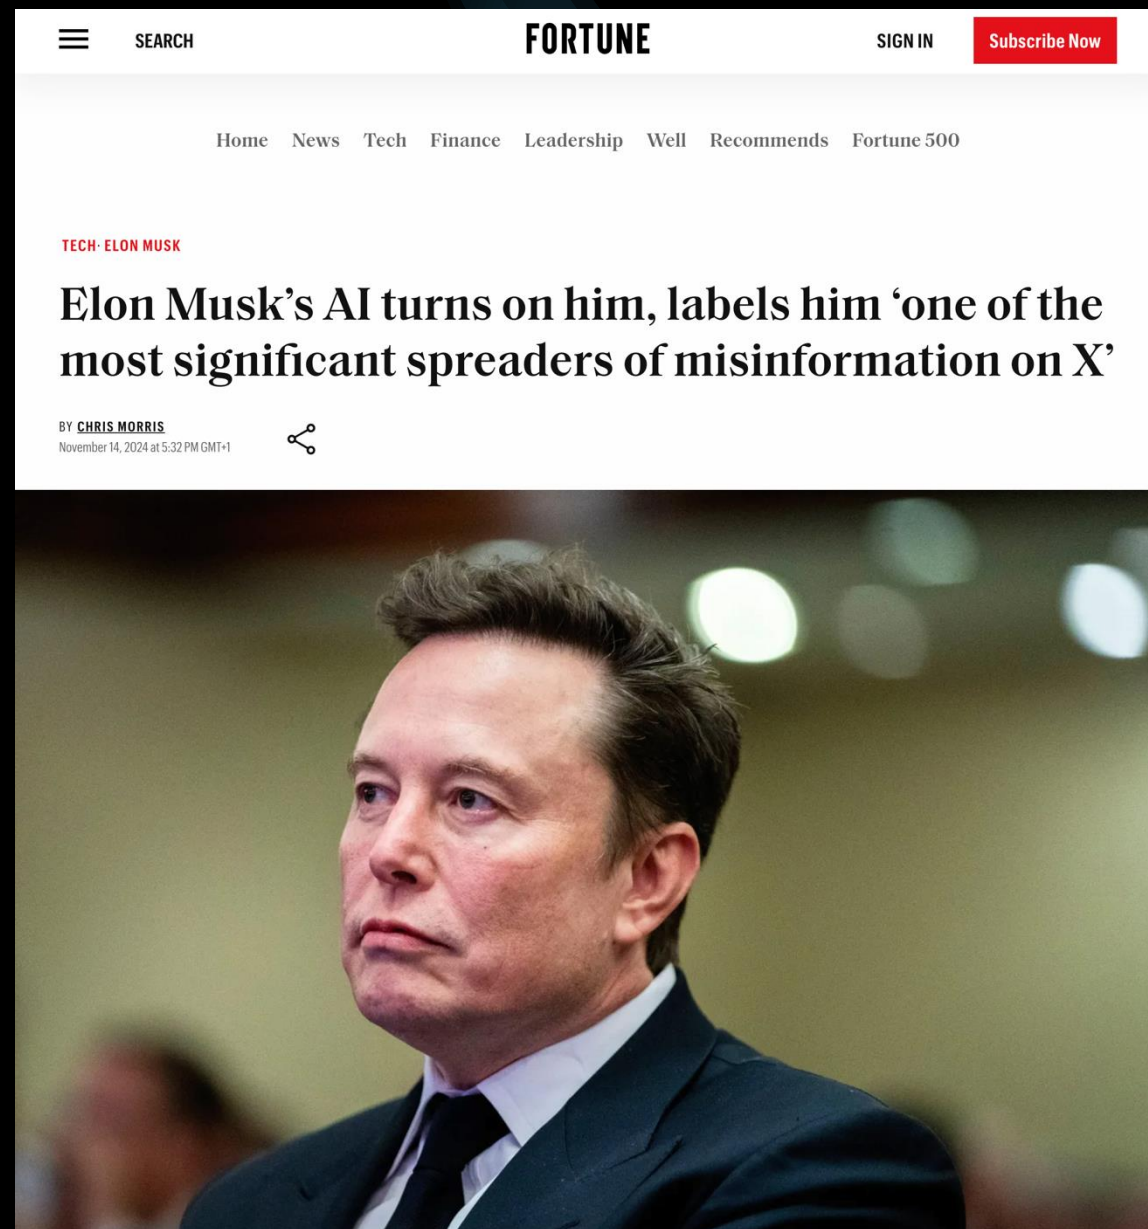 SEARCH
FORTUNE
SIGN IN
Subscribe Now
Home News Tech Finance Leadership Well Recommends Fortune 500
TECH· ELON MUSK
Elon Musk’s AI turns on him, labels him ‘one of the
most significant spreaders of misinformation on X’
BY CHRIS MORRIS
November 14, 2024 at 5:32 PM GMT+1